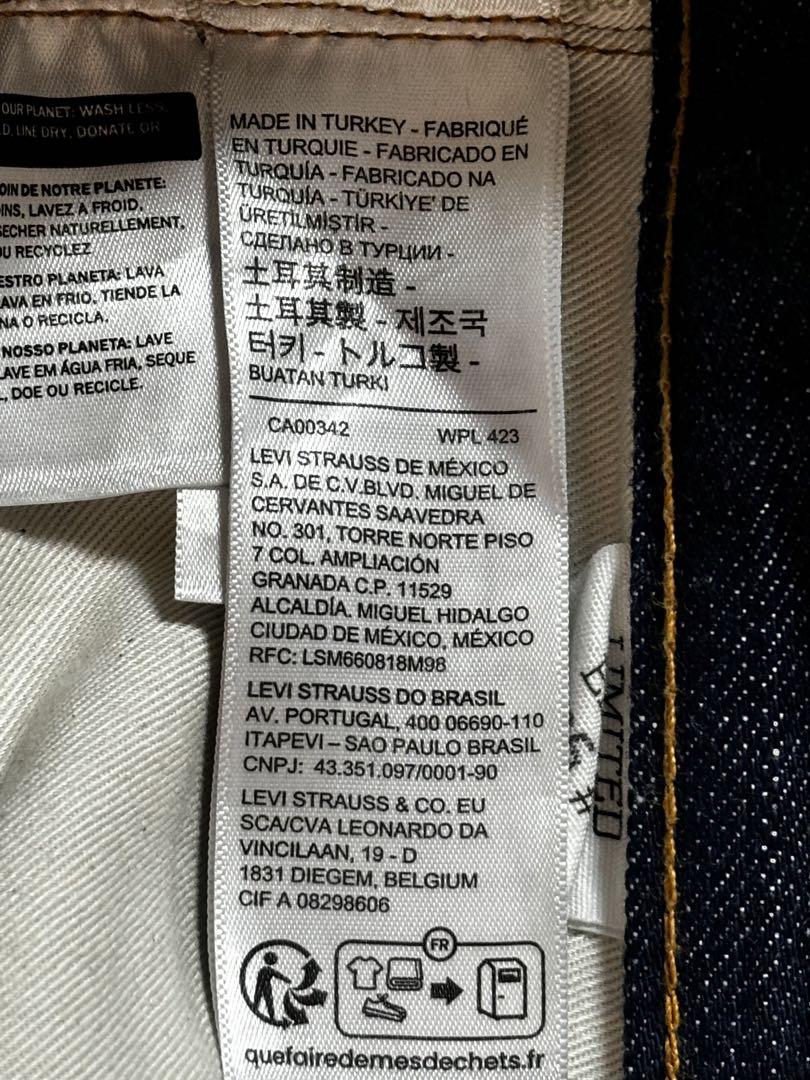 OUR PLANET: WASH LESS,
LINE DRY, DONATE OR
OIN DE NOTRE PLANETE:
INS, LAVEZ A FROID.
SECHER NATURELLEMENT,
OU RECYCLEZ
ESTRO PLANETA: LAVA
LAVA EN FRIO. TIENDE LA
NA O RECICLA.
NOSSO PLANETA: LAVE
LAVE EM ÁGUA FRIA, SEQUE
, DOE OU RECICLE.
MADE IN TURKEY - FABRIQUÉ
EN TURQUIE - FABRICADO EN
TURQUÍA - FABRICADO NA
TURQUÍA - TÜRKİYE' DE
ÜRETİLMİŞTİR -
СДЕЛАНО В ТУРЦИИ -
土耳其制造 -
土耳其製 - 제조국
터키 - トルコ製 -
BUATAN TURKI
CA00342 WPL 423
LEVI STRAUSS DE MÉXICO
S.A. DE C.V.BLVD. MIGUEL DE
CERVANTES SAAVEDRA
NO. 301, TORRE NORTE PISO
7 COL. AMPLIACIÓN
GRANADA C.P. 11529
ALCALDÍA. MIGUEL HIDALGO
CIUDAD DE MÉXICO, MÉXICO
RFC: LSM660818M98
LEVI STRAUSS DO BRASIL
AV. PORTUGAL, 400 06690-110
ITAPEVI – SAO PAULO BRASIL
CNPJ: 43.351.097/0001-90
LEVI STRAUSS & CO. EU
SCA/CVA LEONARDO DA
VINCILAAN, 19 - D
1831 DIEGEM, BELGIUM
CIF A 08298606
FR
quefairedemesdechets.fr
LIMITED